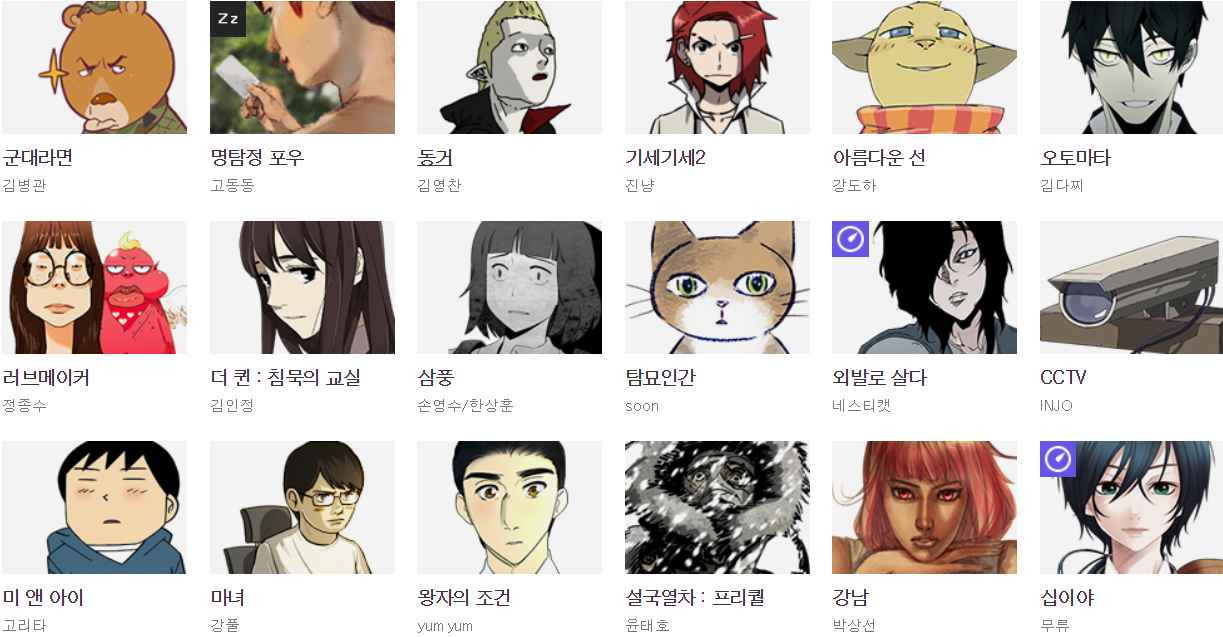 Zz
군대라면 명탐정 포우 동거 기세기세2 아름다운 선 오토마타
김병관 고동동 김영찬 진냥 강도하 김다찌
러브메이커 더 퀸 : 침묵의 교실 삼풍 탐묘인간 외발로 살다 CCTV
정종수 김인정 손영수/한상훈 soon 네스티캣 INJO
미 앤 아이 마녀 왕자의 조건 설국열차 : 프리퀄 강남 십이야
고리타 강풀 yum yum 윤태호 박상선 무류